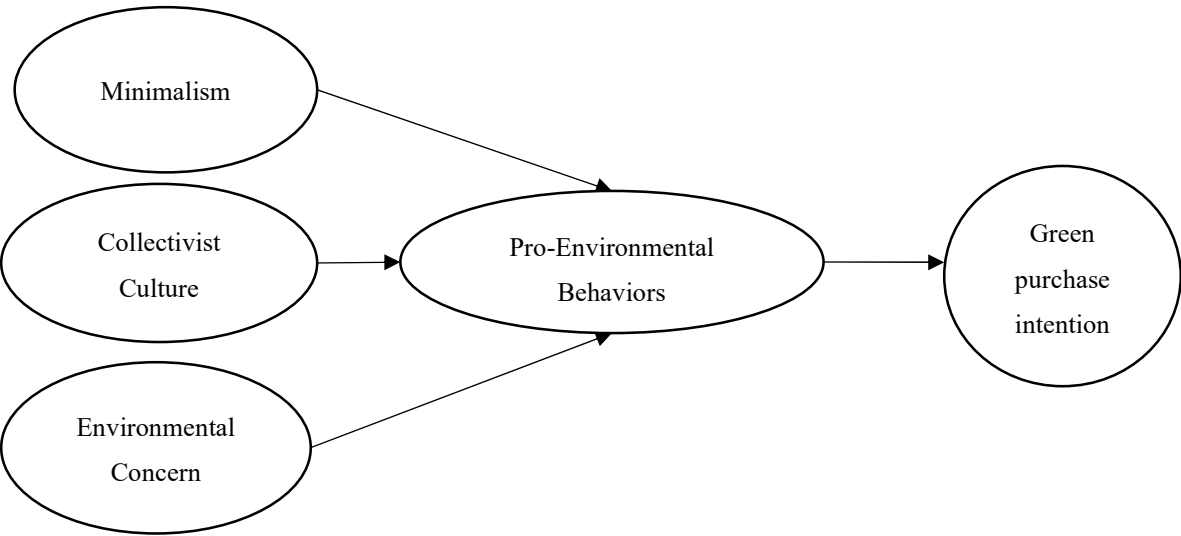 Minimalism
Collectivist
Culture
Environmental
Concern
Pro-Environmental
Behaviors
Green
purchase
intention